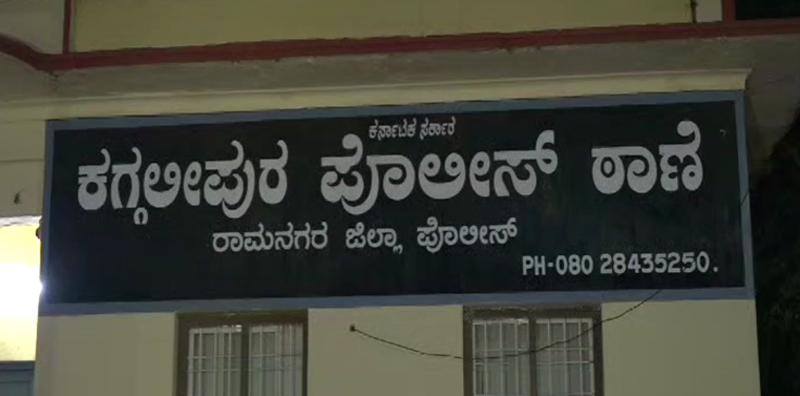 ಕರ್ನಾಟಕ ಸರ್ಕಾರ
ಕಗ್ಗಲೀಪುರ ಪೊಲೀಸ್ ಠಾಣೆ
ರಾಮನಗರ ಜಿಲ್ಲಾ ಪೊಲೀಸ್
PH-080 28435250.